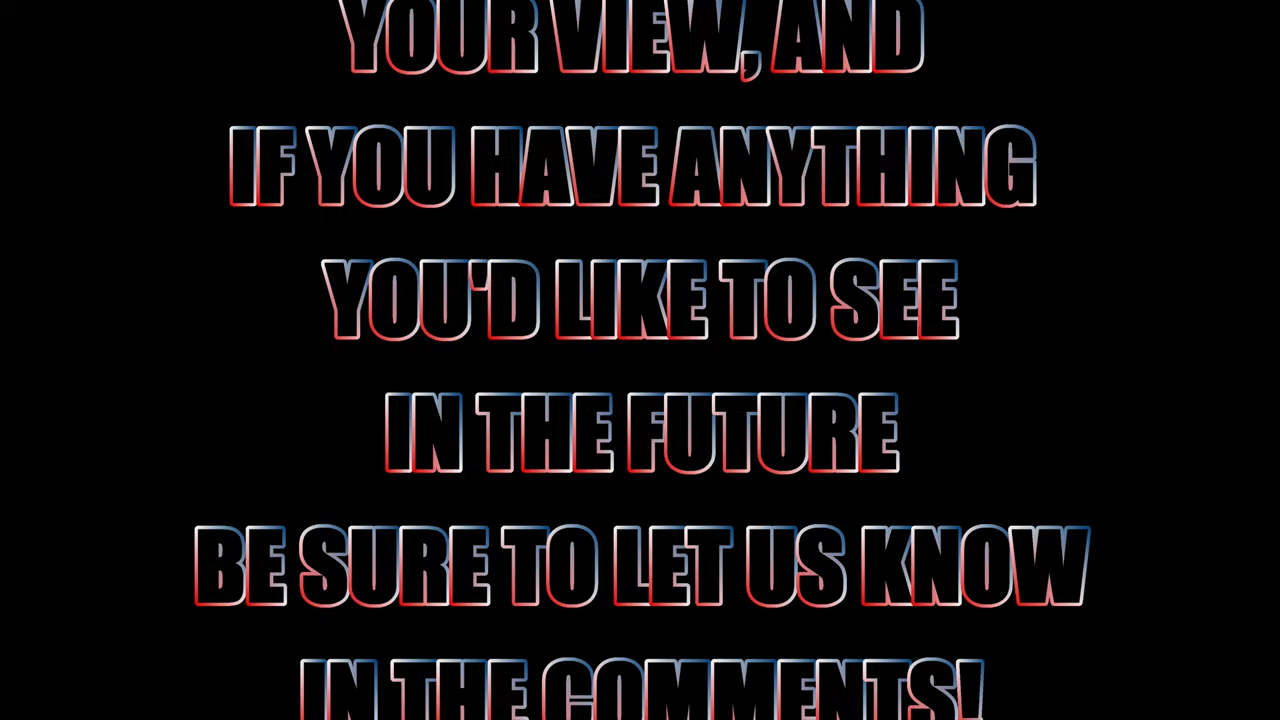 YOUR VIEW, AND
IF YOU HAVE ANYTHING
YOU'D LIKE TO SEE
IN THE FUTURE
BE SURE TO LET US KNOW
IN THE COMMENTS!